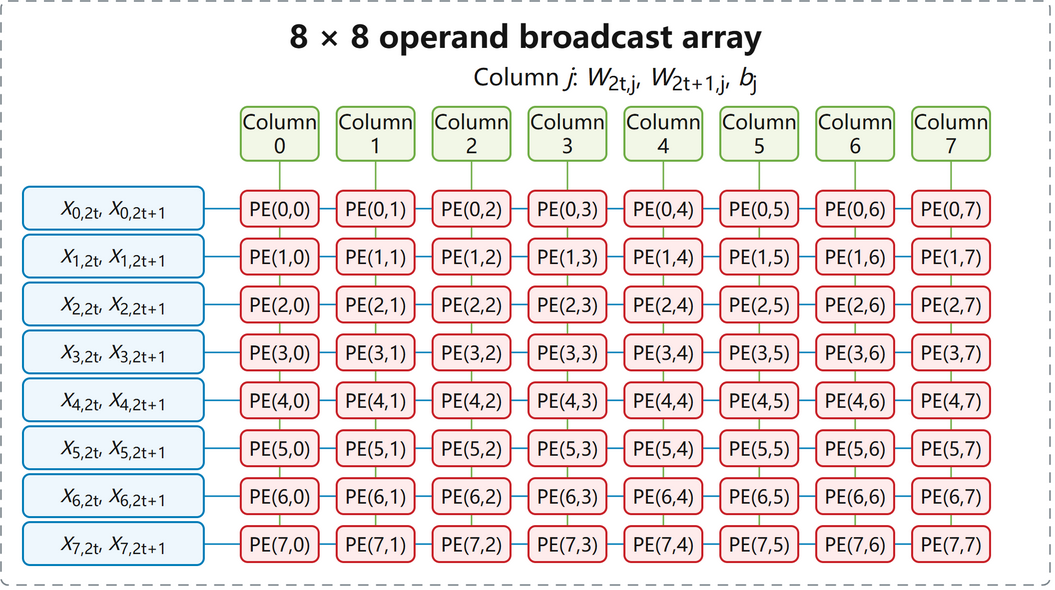 8 × 8 operand broadcast array
Column j: W2t,j, W2t+1,j, bj
Column 0 Column 1 Column 2 Column 3 Column 4 Column 5 Column 6 Column 7
X0,2t, X0,2t+1 PE(0,0) PE(0,1) PE(0,2) PE(0,3) PE(0,4) PE(0,5) PE(0,6) PE(0,7)
X1,2t, X1,2t+1 PE(1,0) PE(1,1) PE(1,2) PE(1,3) PE(1,4) PE(1,5) PE(1,6) PE(1,7)
X2,2t, X2,2t+1 PE(2,0) PE(2,1) PE(2,2) PE(2,3) PE(2,4) PE(2,5) PE(2,6) PE(2,7)
X3,2t, X3,2t+1 PE(3,0) PE(3,1) PE(3,2) PE(3,3) PE(3,4) PE(3,5) PE(3,6) PE(3,7)
X4,2t, X4,2t+1 PE(4,0) PE(4,1) PE(4,2) PE(4,3) PE(4,4) PE(4,5) PE(4,6) PE(4,7)
X5,2t, X5,2t+1 PE(5,0) PE(5,1) PE(5,2) PE(5,3) PE(5,4) PE(5,5) PE(5,6) PE(5,7)
X6,2t, X6,2t+1 PE(6,0) PE(6,1) PE(6,2) PE(6,3) PE(6,4) PE(6,5) PE(6,6) PE(6,7)
X7,2t, X7,2t+1 PE(7,0) PE(7,1) PE(7,2) PE(7,3) PE(7,4) PE(7,5) PE(7,6) PE(7,7)